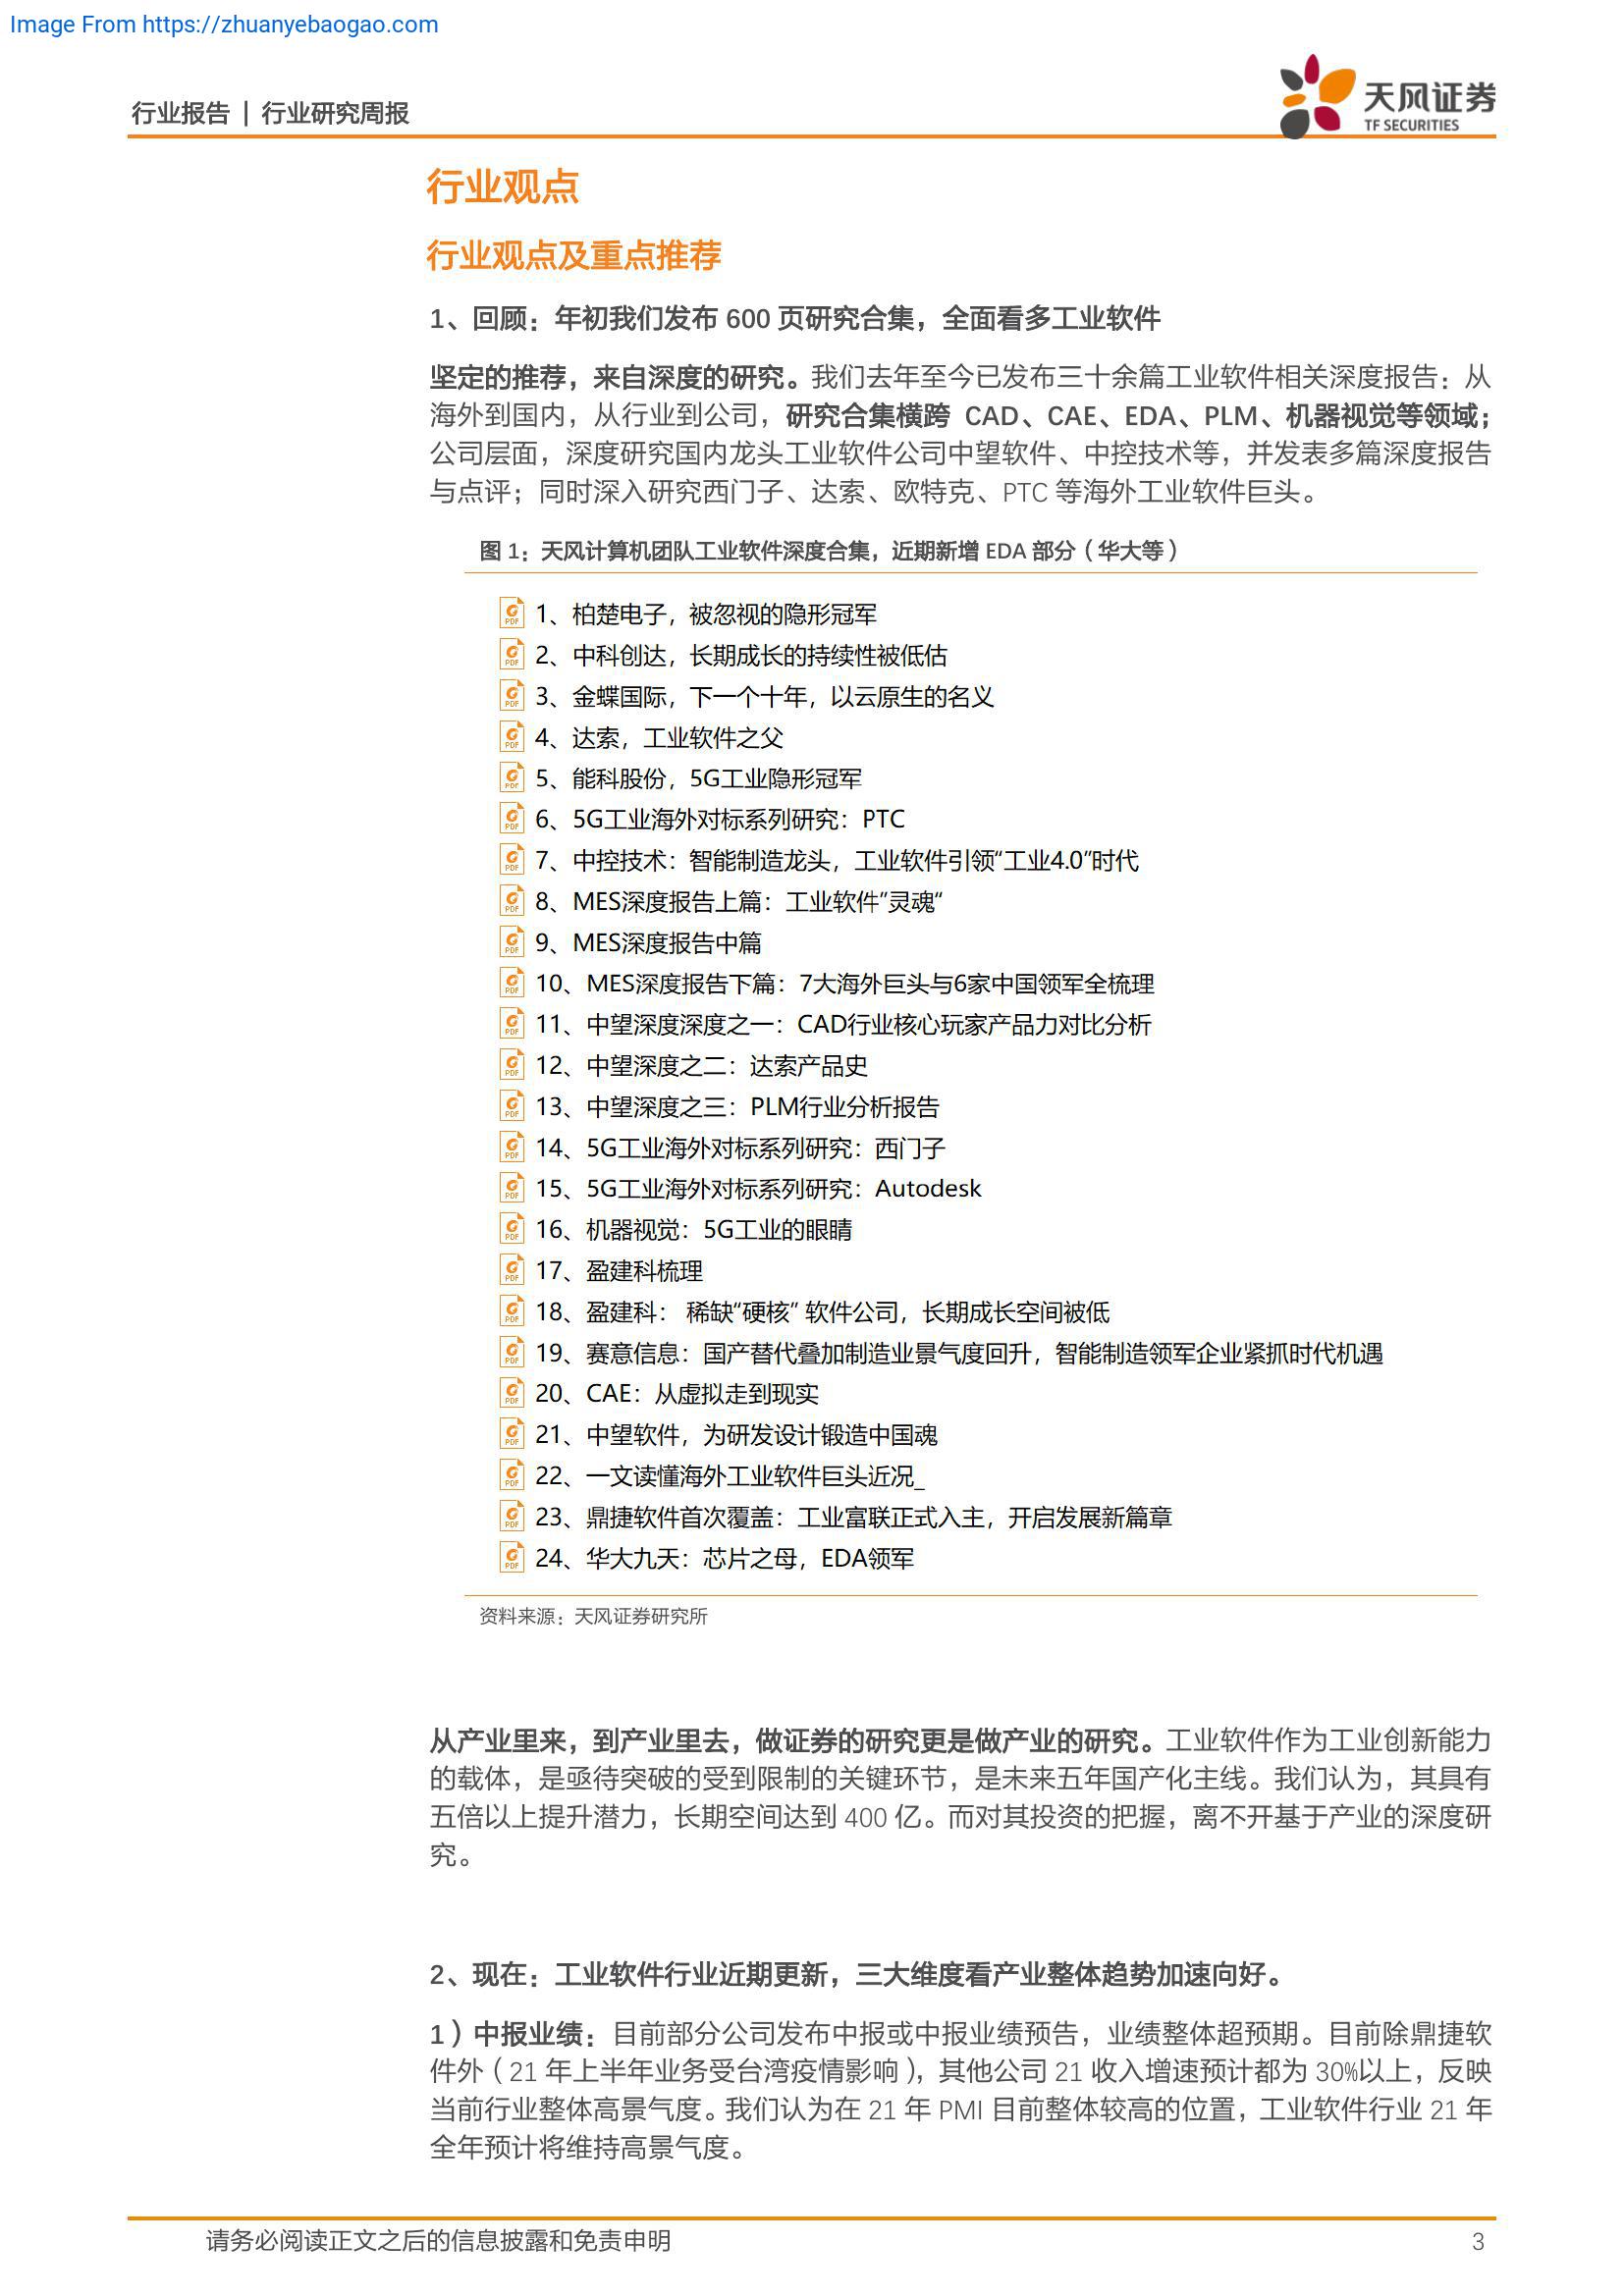 Image From https://zhuanyebaogao.com
行业报告 | 行业研究周报
天风证券
TF SECURITIES
行业观点
行业观点及重点推荐
1、回顾：年初我们发布 600 页研究合集，全面看多工业软件
坚定的推荐，来自深度的研究。我们去年至今已发布三十余篇工业软件相关深度报告：从
海外到国内，从行业到公司，研究合集横跨 CAD、CAE、EDA、PLM、机器视觉等领域；
公司层面，深度研究国内龙头工业软件公司中望软件、中控技术等，并发表多篇深度报告
与点评；同时深入研究西门子、达索、欧特克、PTC 等海外工业软件巨头。
图 1：天风计算机团队工业软件深度合集，近期新增 EDA 部分（华大等）
1、柏楚电子，被忽视的隐形冠军
2、中科创达，长期成长的持续性被低估
3、金蝶国际，下一个十年，以云原生的名义
4、达索，工业软件之父
5、能科股份，5G工业隐形冠军
6、5G工业海外对标系列研究：PTC
7、中控技术：智能制造龙头，工业软件引领“工业4.0”时代
8、MES深度报告上篇：工业软件”灵魂“
9、MES深度报告中篇
10、MES深度报告下篇：7大海外巨头与6家中国领军全梳理
11、中望深度深度之一：CAD行业核心玩家产品力对比分析
12、中望深度之二：达索产品史
13、中望深度之三：PLM行业分析报告
14、5G工业海外对标系列研究：西门子
15、5G工业海外对标系列研究：Autodesk
16、机器视觉：5G工业的眼睛
17、盈建科梳理
18、盈建科： 稀缺“硬核” 软件公司，长期成长空间被低
19、赛意信息：国产替代叠加制造业景气度回升，智能制造领军企业紧抓时代机遇
20、CAE：从虚拟走到现实
21、中望软件，为研发设计锻造中国魂
22、一文读懂海外工业软件巨头近况_
23、鼎捷软件首次覆盖：工业富联正式入主，开启发展新篇章
24、华大九天：芯片之母，EDA领军
资料来源：天风证券研究所
从产业里来，到产业里去，做证券的研究更是做产业的研究。工业软件作为工业创新能力
的载体，是亟待突破的受到限制的关键环节，是未来五年国产化主线。我们认为，其具有
五倍以上提升潜力，长期空间达到 400 亿。而对其投资的把握，离不开基于产业的深度研
究。
2、现在：工业软件行业近期更新，三大维度看产业整体趋势加速向好。
1）中报业绩：目前部分公司发布中报或中报业绩预告，业绩整体超预期。目前除鼎捷软
件外（21 年上半年业务受台湾疫情影响），其他公司 21 收入增速预计都为 30%以上，反映
当前行业整体高景气度。我们认为在 21 年 PMI 目前整体较高的位置，工业软件行业 21 年
全年预计将维持高景气度。
请务必阅读正文之后的信息披露和免责申明
3